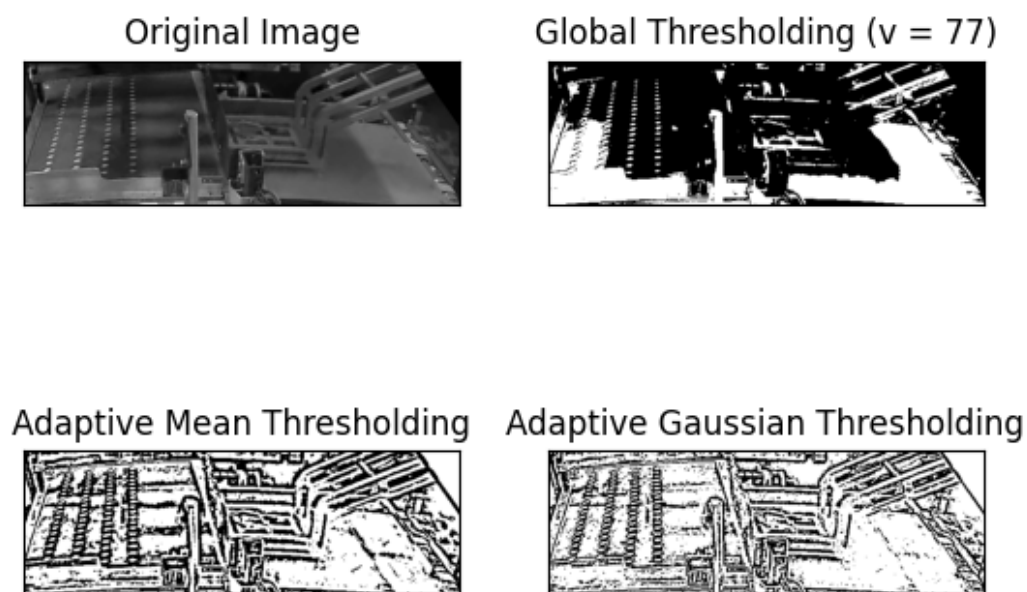 Original Image
Global Thresholding (v = 77)
Adaptive Mean Thresholding
Adaptive Gaussian Thresholding